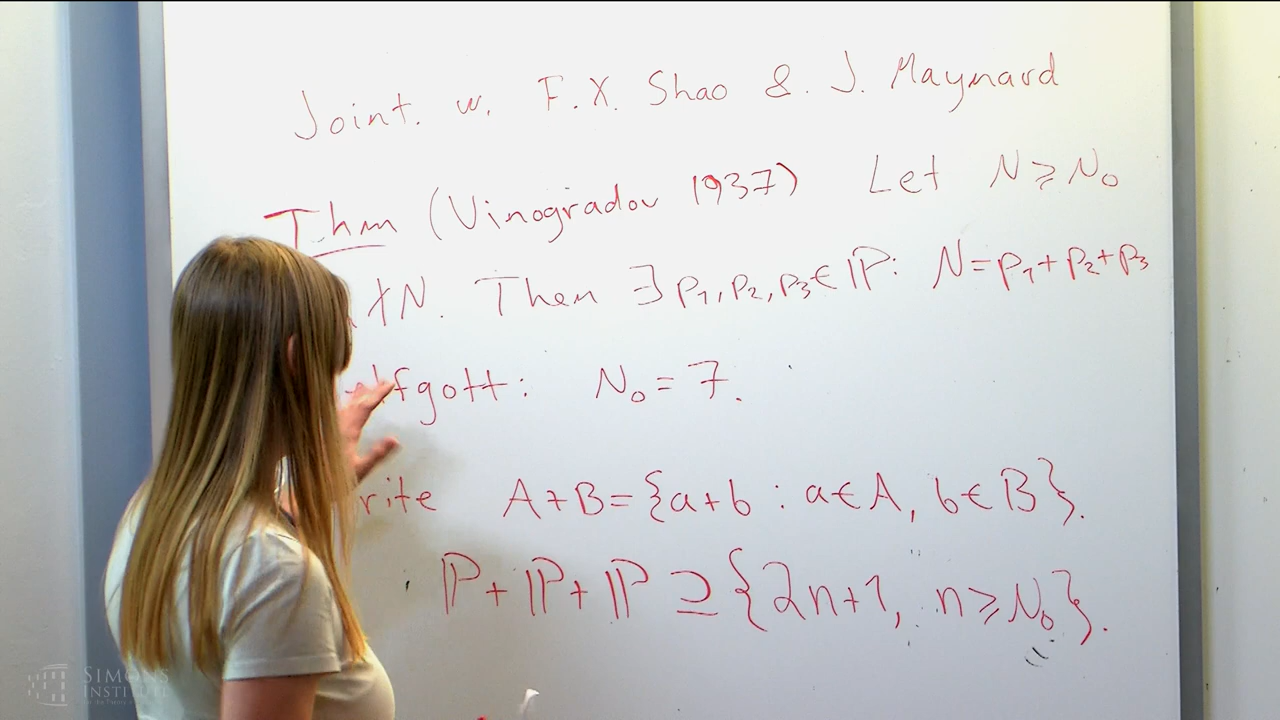 Joint. w. F.X. Shao &. J. Maynard
Thm (Vinogradov 1937) Let N ≥ N₀
∤N. Then ∃ p₁, p₂, p₃ ∈ ℙ: N = p₁ + p₂ + p₃
lfgott: N₀ = 7.
rite A+B = {a+b : a∈A, b∈B}.
ℙ+ℙ+ℙ ⊇ {2n+1, n ≥ N₀}.
SIMONS
INSTITUTE